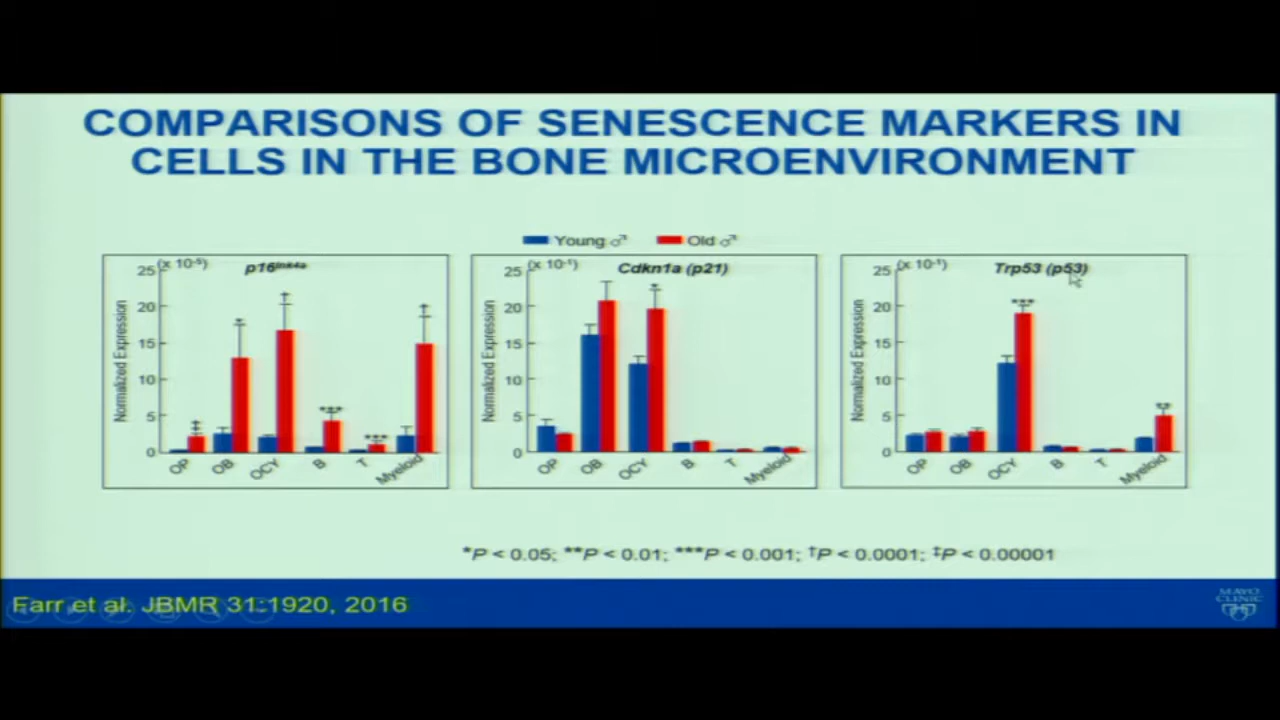 COMPARISONS OF SENESCENCE MARKERS IN
CELLS IN THE BONE MICROENVIRONMENT
Young ♂ Old ♂
25 (x 10⁻⁵) p16ᴵⁿᵏ⁴ᵃ
20
15
10
5
0
Normalized Expression
* † *** *** † ‡
OP OB OCY B T Myeloid
25 (x 10⁻¹) Cdkn1a (p21)
20
15
10
5
0
Normalized Expression
*
OP OB OCY B T Myeloid
25 (x 10⁻¹) Trp53 (p53)
20
15
10
5
0
Normalized Expression
*** **
OP OB OCY B T Myeloid
*P < 0.05; **P < 0.01; ***P < 0.001; †P < 0.0001; ‡P < 0.00001
Farr et al. JBMR 31:1920, 2016
MAYO
CLINIC